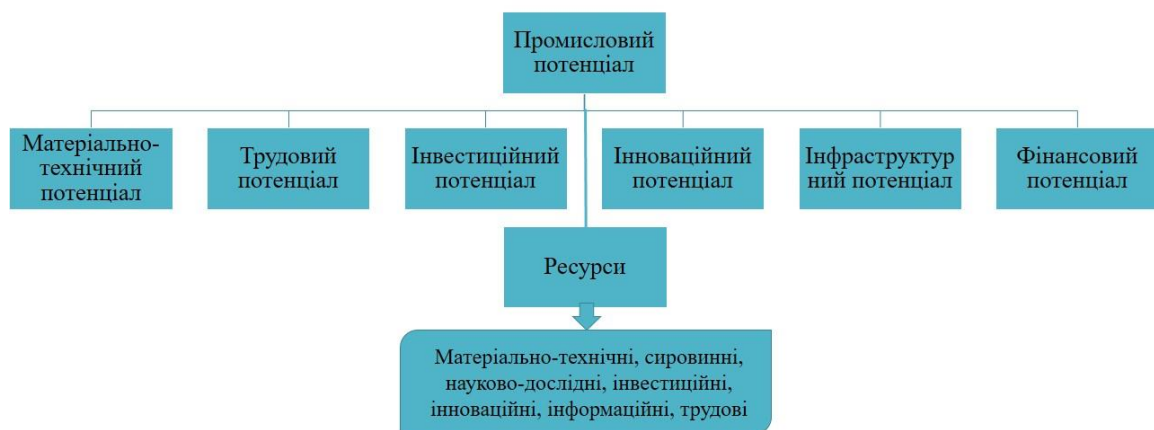 Промисловий
потенціал
Матеріально-
технічний
потенціал
Трудовий
потенціал
Інвестиційний
потенціал
Інноваційний
потенціал
Інфраструктур
ний потенціал
Фінансовий
потенціал
Ресурси
Матеріально-технічні, сировинні,
науково-дослідні, інвестиційні,
інноваційні, інформаційні, трудові